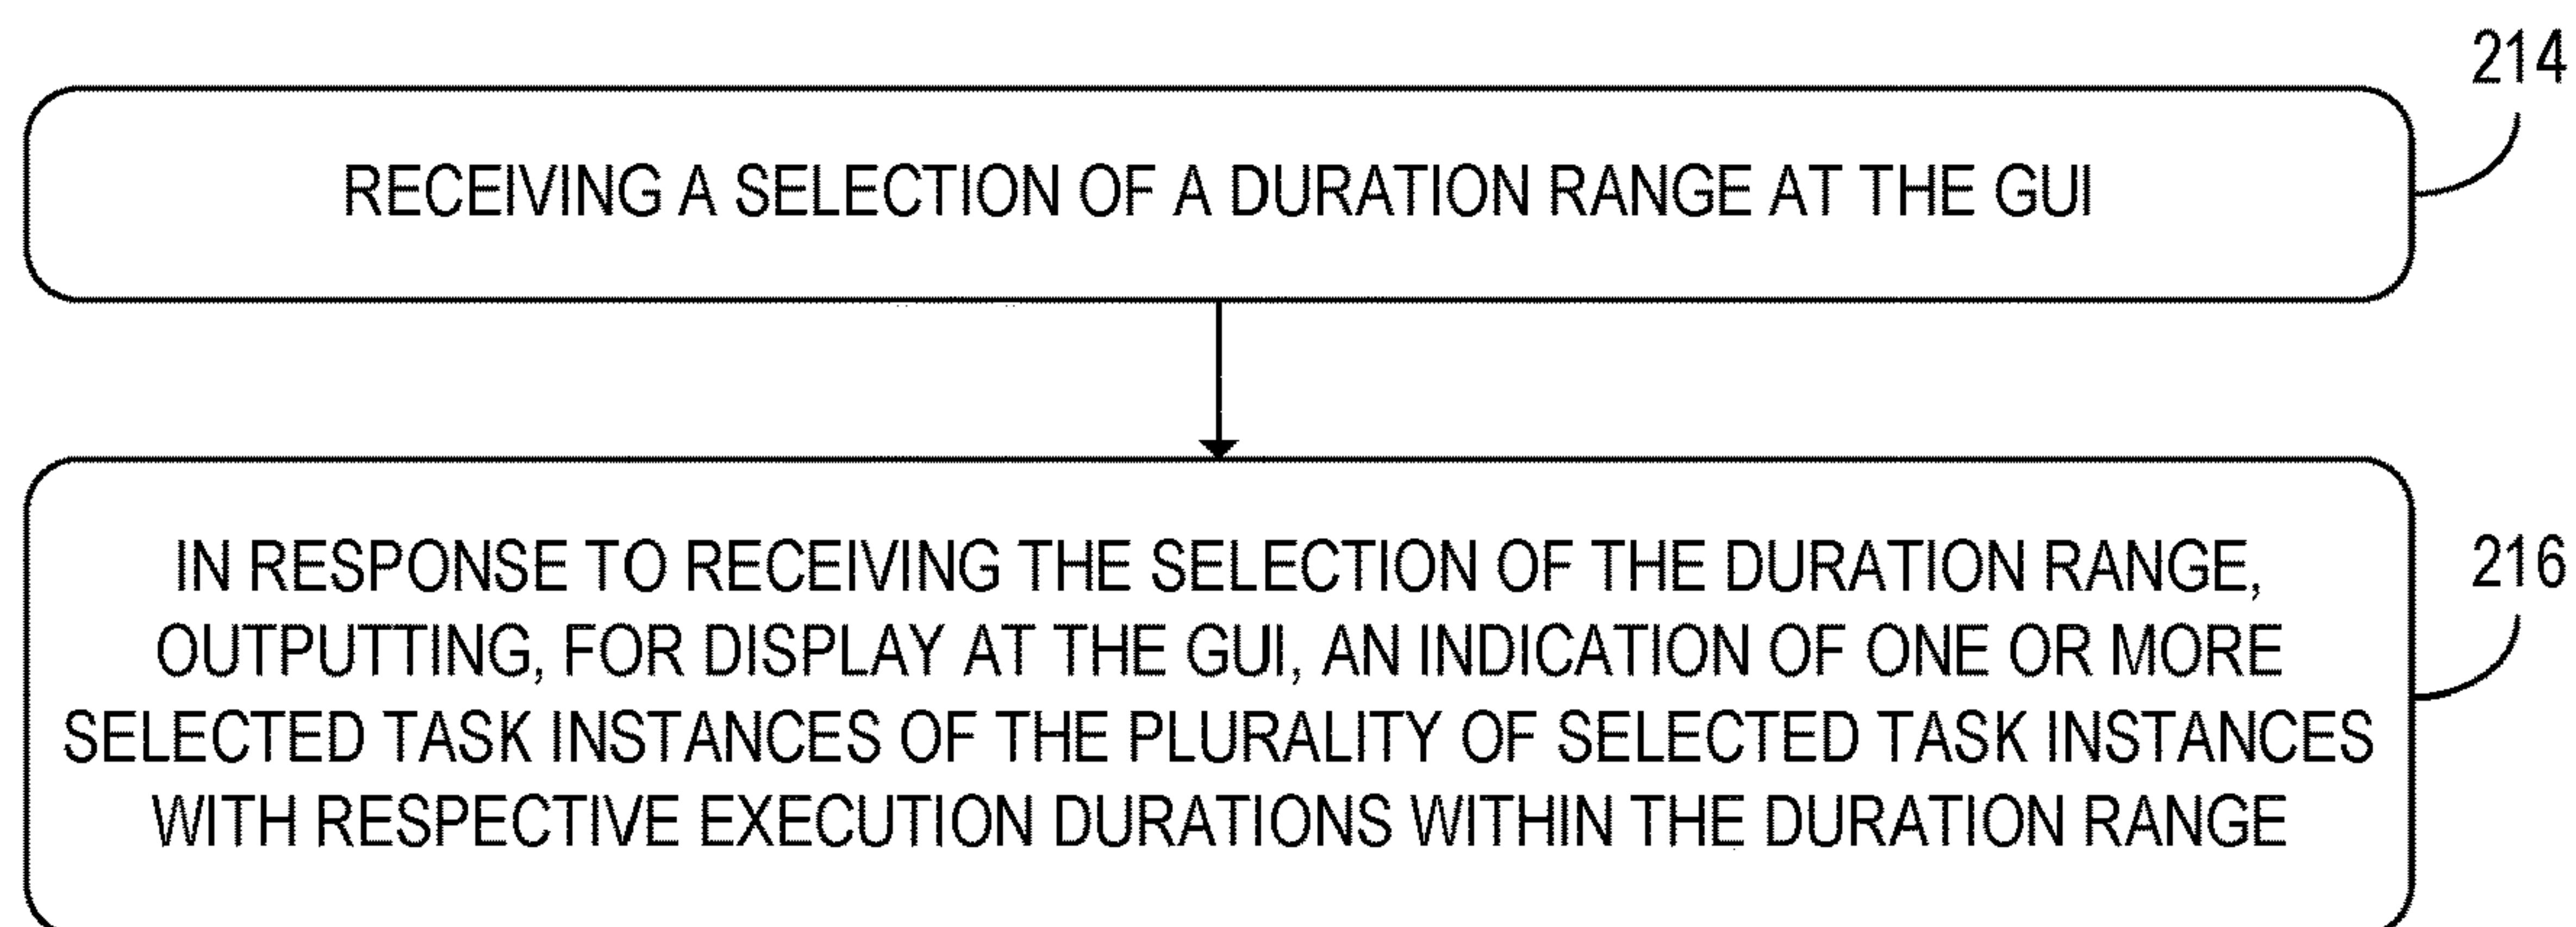 214
RECEIVING A SELECTION OF A DURATION RANGE AT THE GUI
IN RESPONSE TO RECEIVING THE SELECTION OF THE DURATION RANGE,
216
OUTPUTTING, FOR DISPLAY AT THE GUI, AN INDICATION OF ONE OR MORE
SELECTED TASK INSTANCES OF THE PLURALITY OF SELECTED TASK INSTANCES
WITH RESPECTIVE EXECUTION DURATIONS WITHIN THE DURATION RANGE